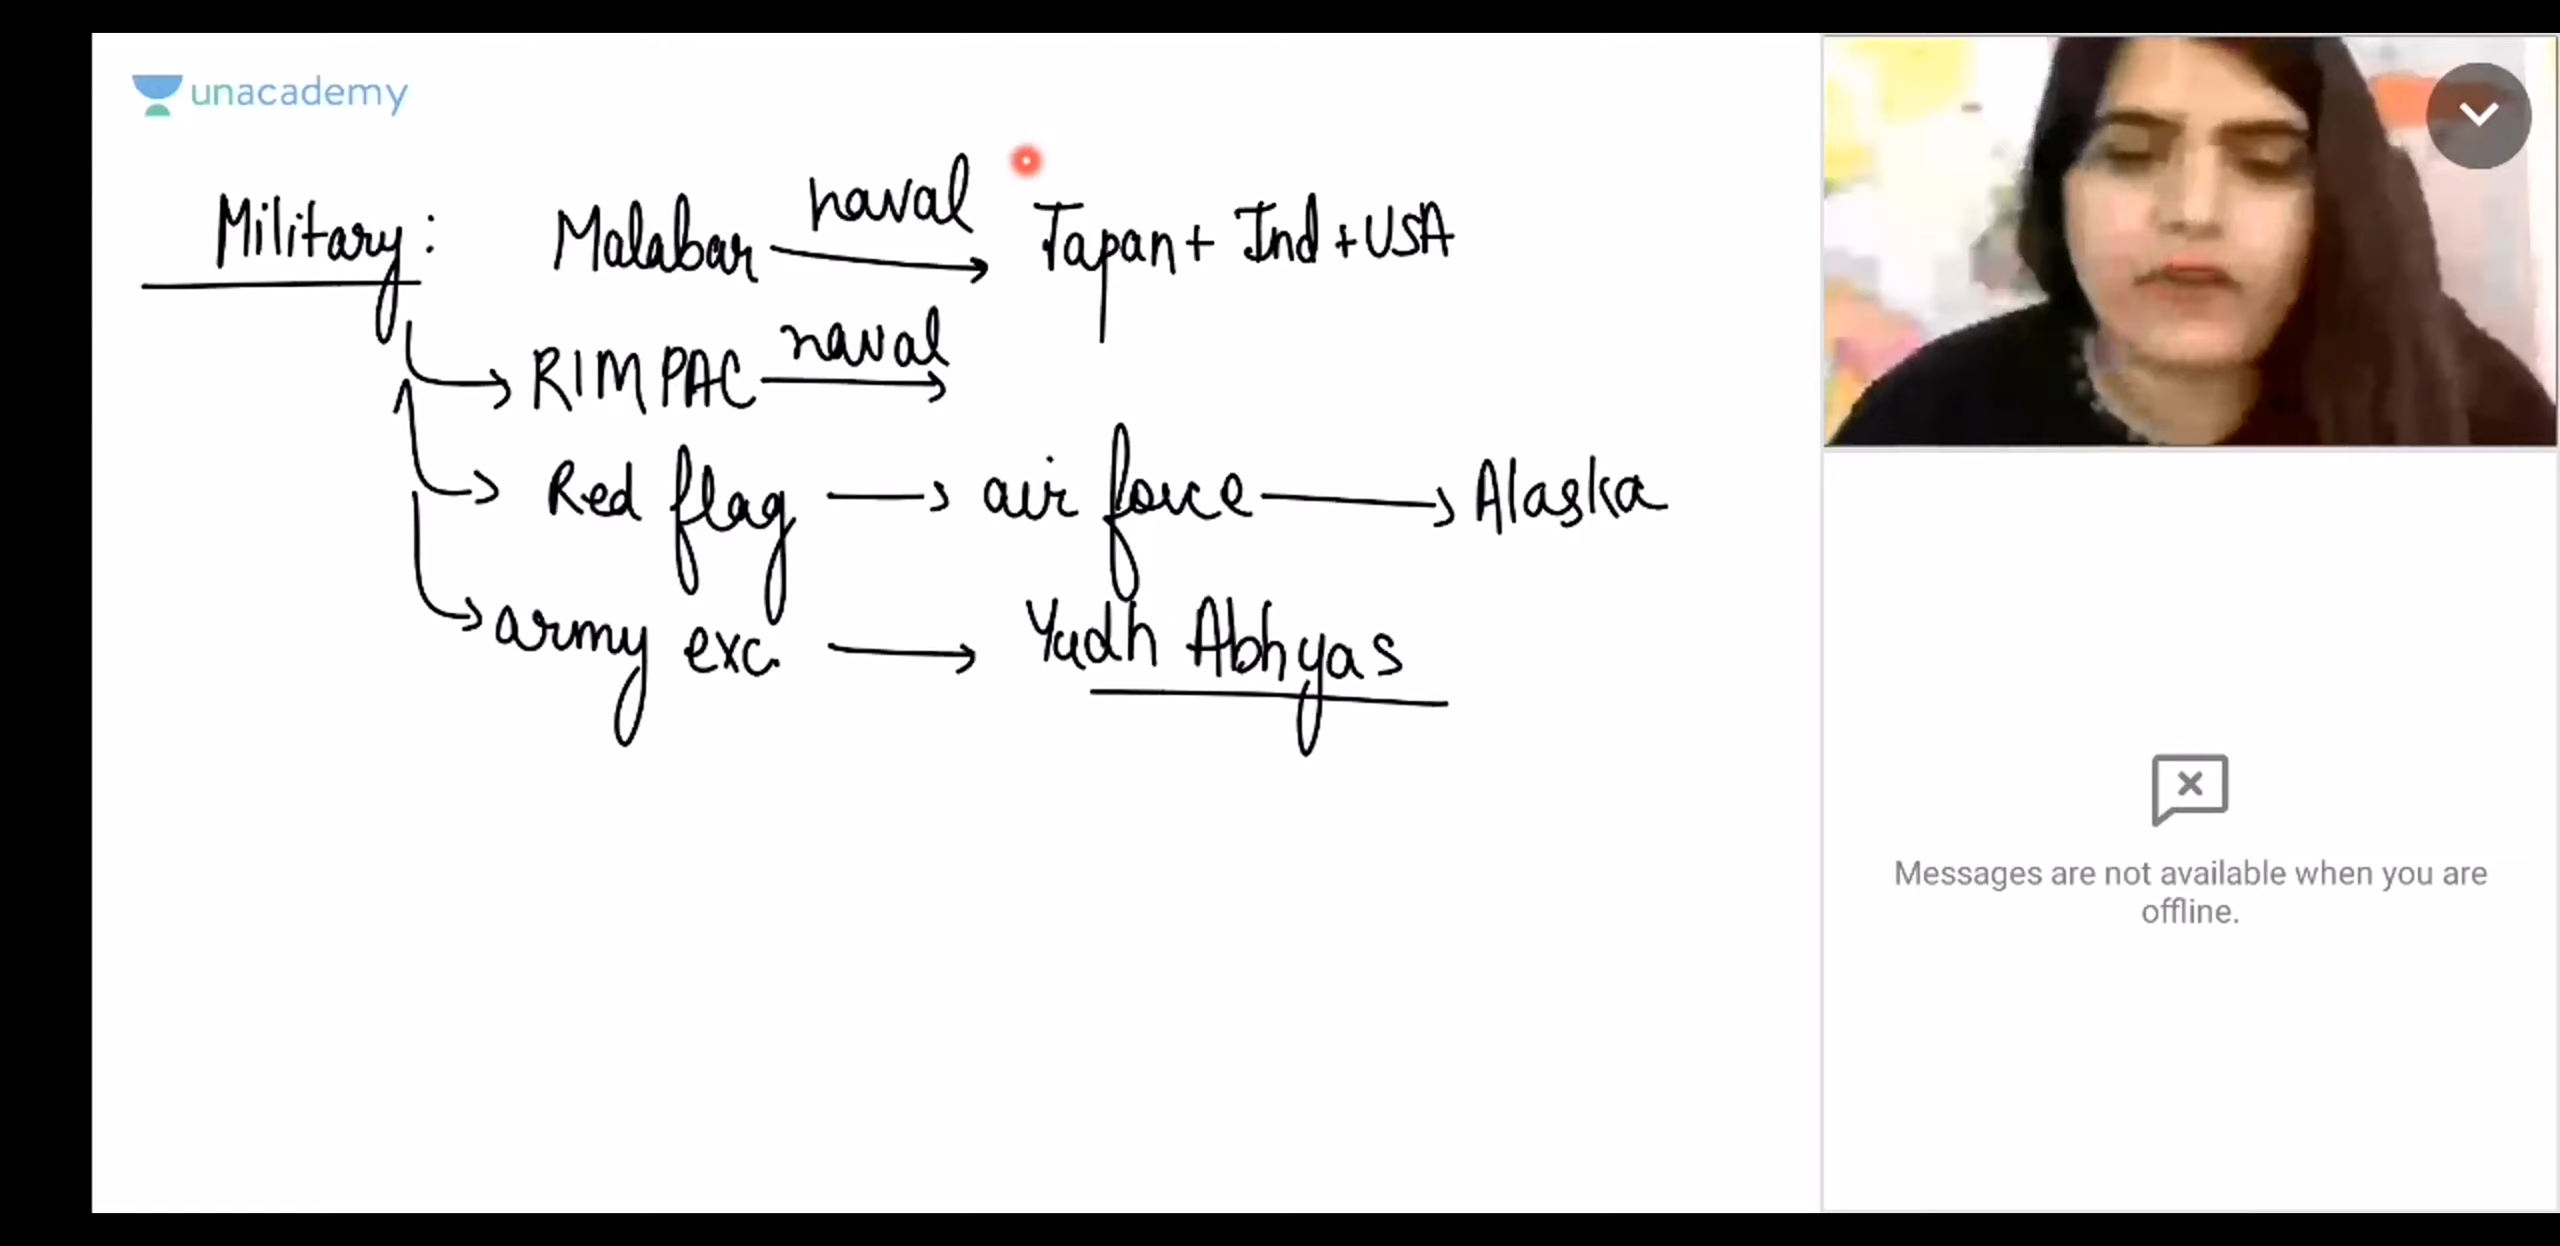 unacademy
Military: Malabar naval Japan + Ind + USA
RIMPAC naval
Red flag air force Alaska
army exc. Yudh Abhyas
Messages are not available when you are
offline.